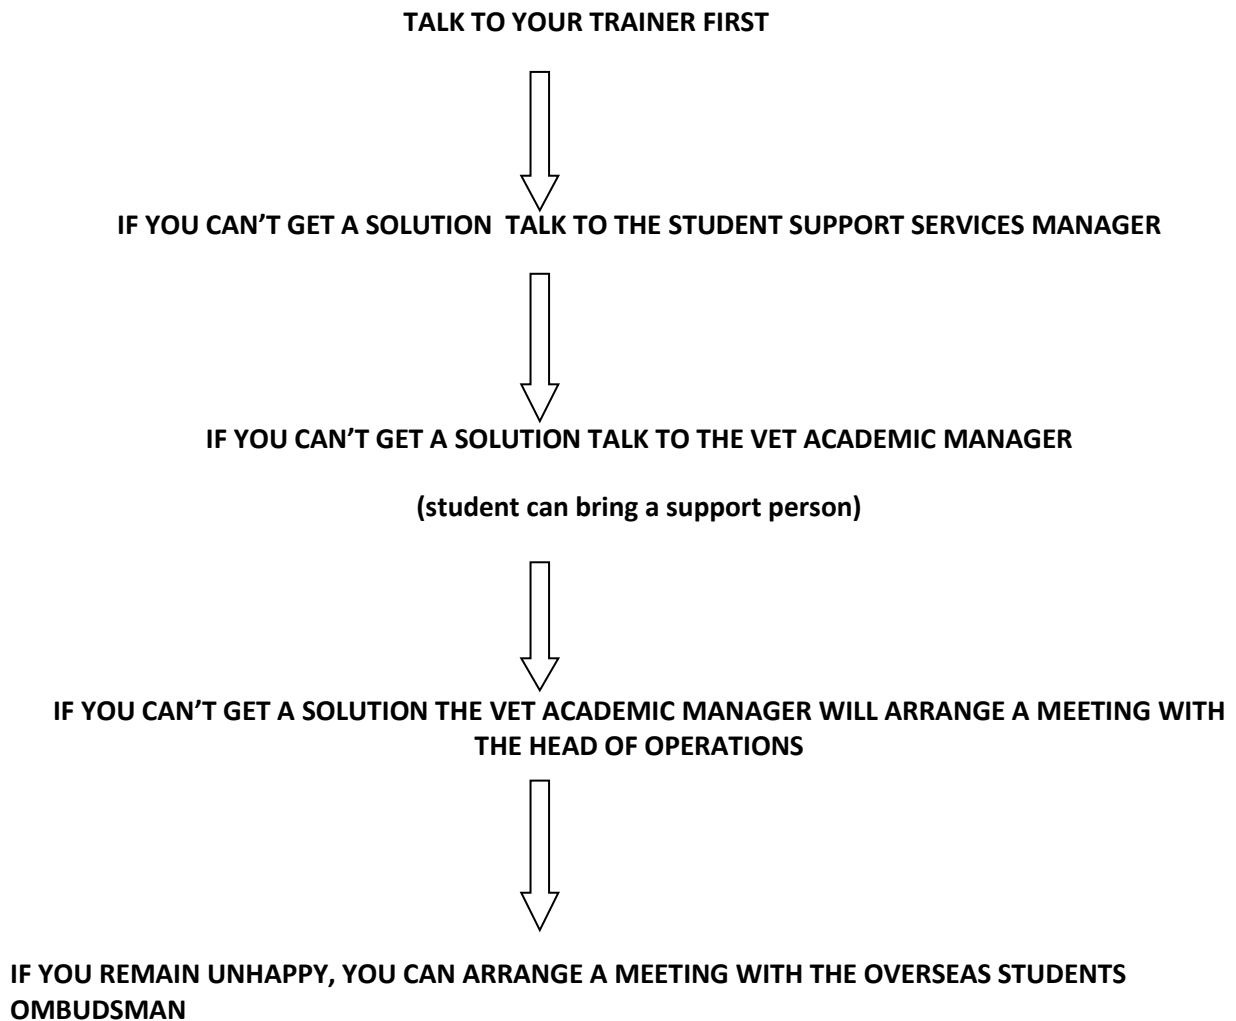 TALK TO YOUR TRAINER FIRST
IF YOU CAN’T GET A SOLUTION  TALK TO THE STUDENT SUPPORT SERVICES MANAGER
IF YOU CAN’T GET A SOLUTION TALK TO THE VET ACADEMIC MANAGER
(student can bring a support person)
IF YOU CAN’T GET A SOLUTION THE VET ACADEMIC MANAGER WILL ARRANGE A MEETING WITH
THE HEAD OF OPERATIONS
IF YOU REMAIN UNHAPPY, YOU CAN ARRANGE A MEETING WITH THE OVERSEAS STUDENTS
OMBUDSMAN